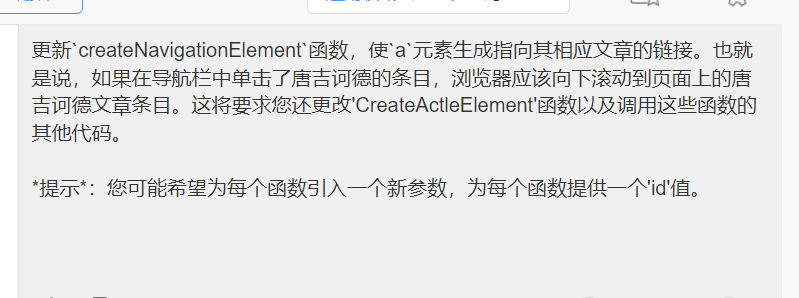 更新`createNavigationElement`函数，使`a`元素生成指向其相应文章的链接。也就
是说，如果在导航栏中单击了唐吉诃德的条目，浏览器应该向下滚动到页面上的唐
吉诃德文章条目。这将要求您还更改'CreateActleElement'函数以及调用这些函数的
其他代码。
*提示*：您可能希望为每个函数引入一个新参数，为每个函数提供一个'id'值。